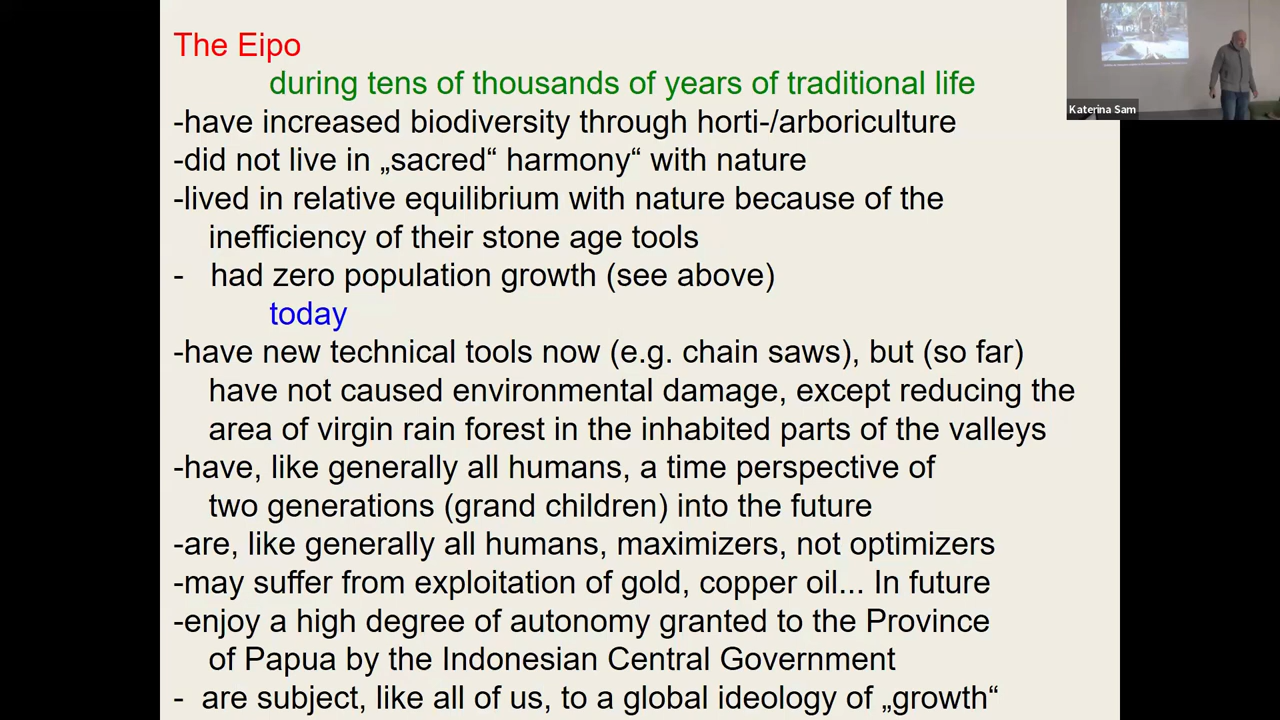 The Eipo
during tens of thousands of years of traditional life
-have increased biodiversity through horti-/arboriculture
-did not live in „sacred“ harmony“ with nature
-lived in relative equilibrium with nature because of the
inefficiency of their stone age tools
- had zero population growth (see above)
today
-have new technical tools now (e.g. chain saws), but (so far)
have not caused environmental damage, except reducing the
area of virgin rain forest in the inhabited parts of the valleys
-have, like generally all humans, a time perspective of
two generations (grand children) into the future
-are, like generally all humans, maximizers, not optimizers
-may suffer from exploitation of gold, copper oil... In future
-enjoy a high degree of autonomy granted to the Province
of Papua by the Indonesian Central Government
- are subject, like all of us, to a global ideology of „growth“
Katerina Sam